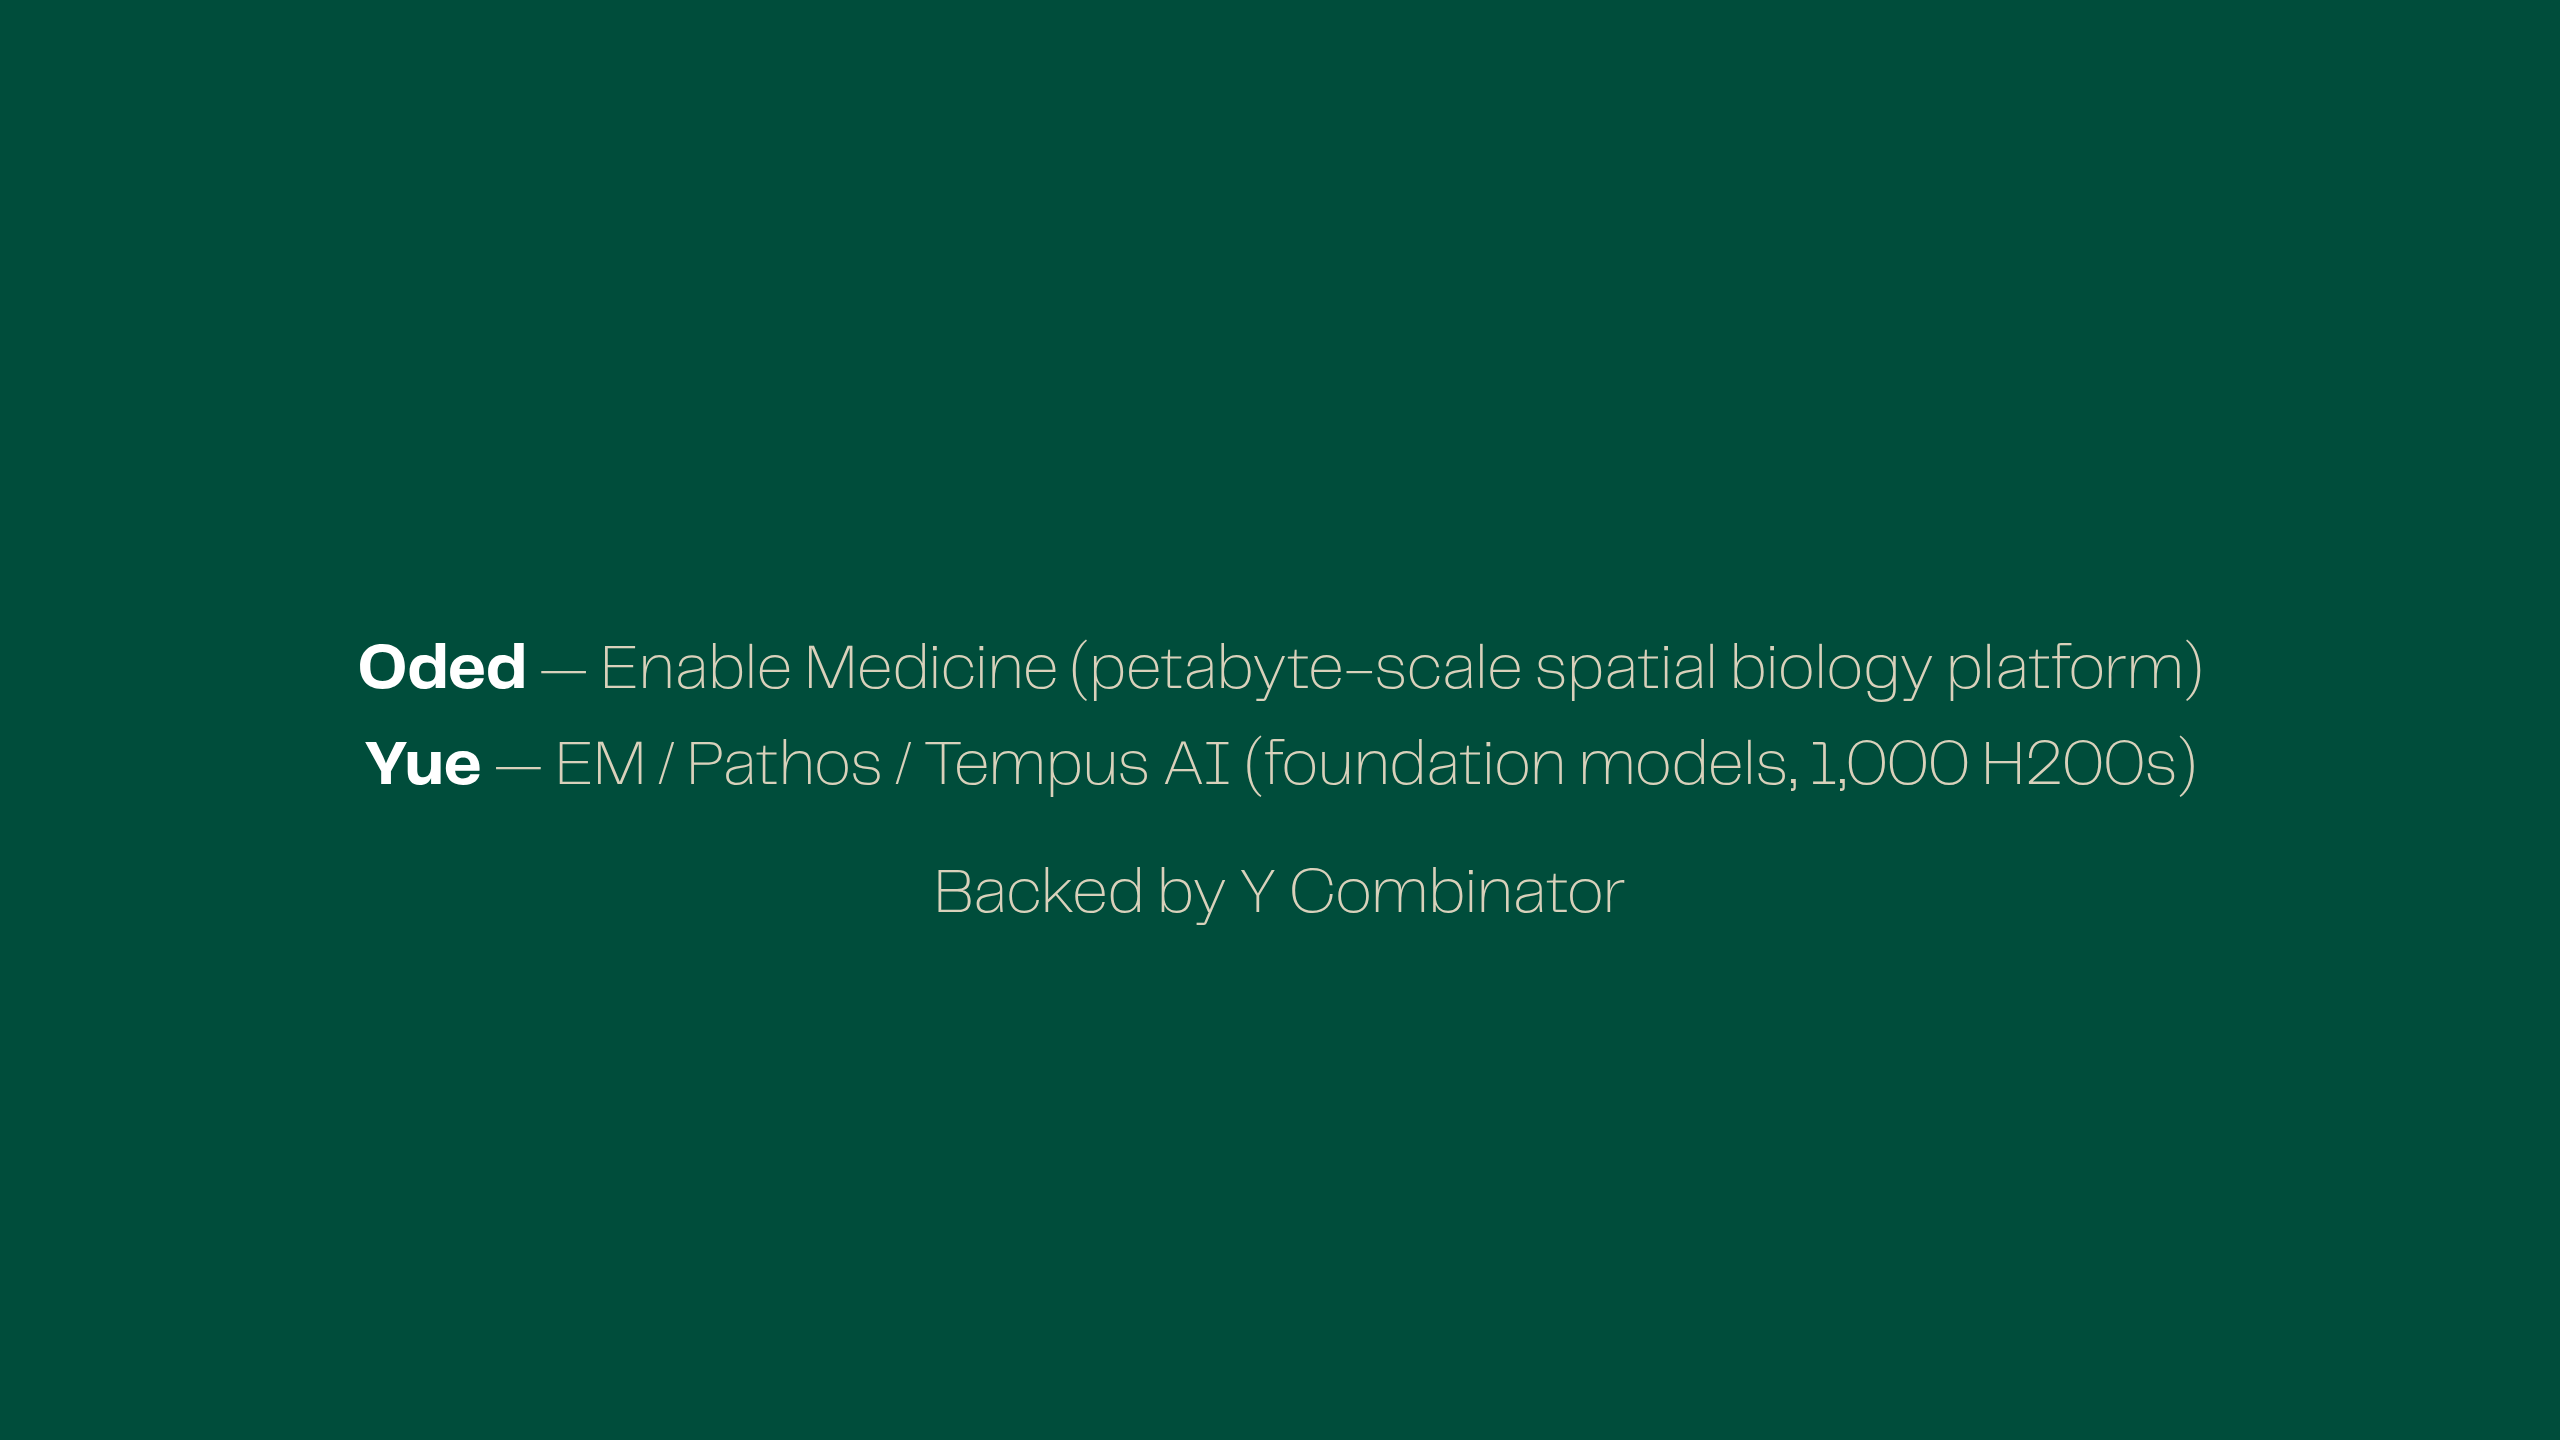 Oded — Enable Medicine (petabyte-scale spatial biology platform)
Yue — EM / Pathos / Tempus AI (foundation models, 1,000 H200s)
Backed by Y Combinator